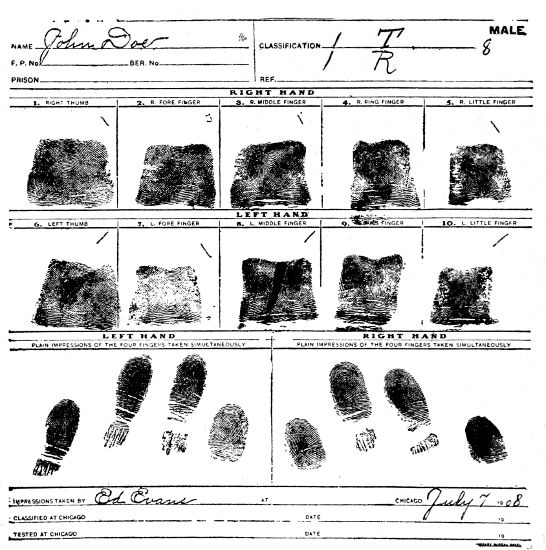 MALE
NAME John Doe CLASSIFICATION 1 T 8
F. P. No. BER. No. 1 R
PRISON REF.
RIGHT HAND
1. RIGHT THUMB 2. R. FORE FINGER 3. R. MIDDLE FINGER 4. R. RING FINGER 5. R. LITTLE FINGER
LEFT HAND
6. LEFT THUMB 7. L. FORE FINGER 8. L. MIDDLE FINGER 9. FINGER 10. L. LITTLE FINGER
LEFT HAND RIGHT HAND
PLAIN IMPRESSIONS OF THE FOUR FINGERS TAKEN SIMULTANEOUSLY PLAIN IMPRESSIONS OF THE FOUR FINGERS TAKEN SIMULTANEOUSLY
IMPRESSIONS TAKEN BY Ed Evans AT CHICAGO July 7 1908
CLASSIFIED AT CHICAGO DATE 19
TESTED AT CHICAGO DATE 19